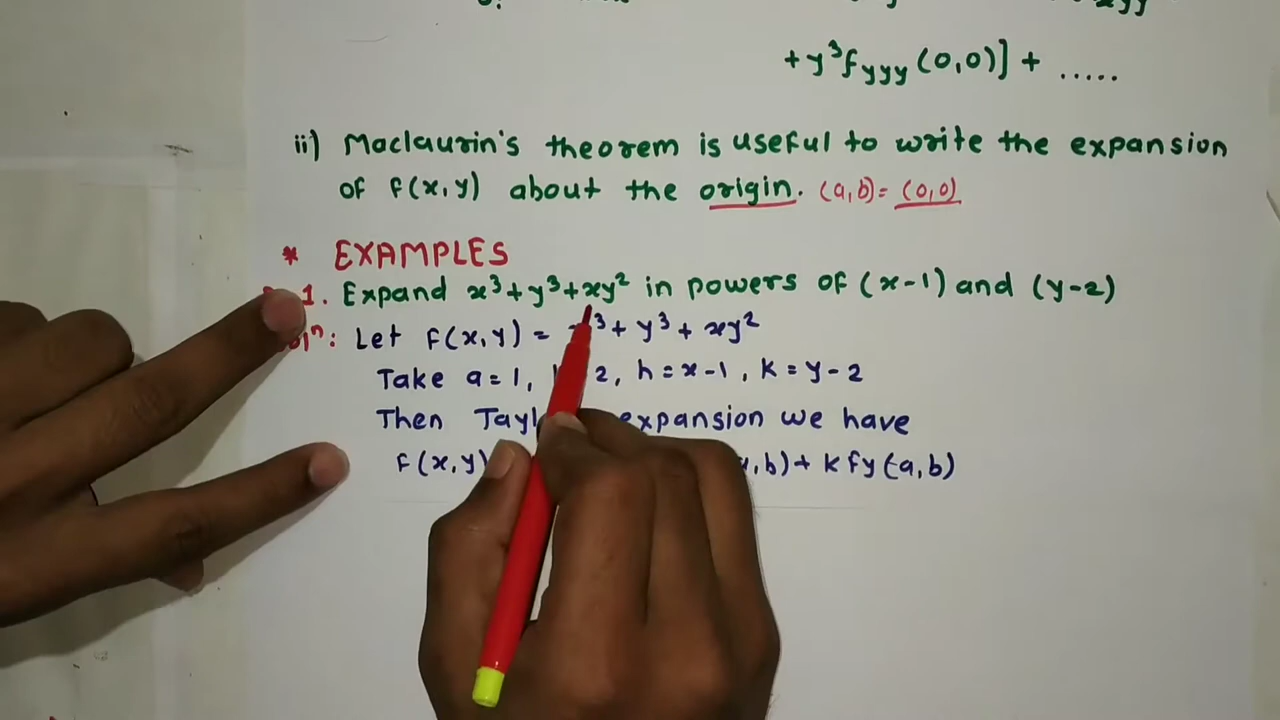 + y³fyyy (0,0)] + .....
ii) Maclaurin's theorem is useful to write the expansion
of f(x,y) about the origin. (a,b)= (0,0)
* EXAMPLES
1. Expand x³+y³+xy² in powers of (x-1) and (y-2)
Let f(x,y) = x³+ y³ + xy²
Take a=1, 2, h=x-1, k=y-2
Then expansion we have
f(x,y) ,b)+ k fy(a,b)